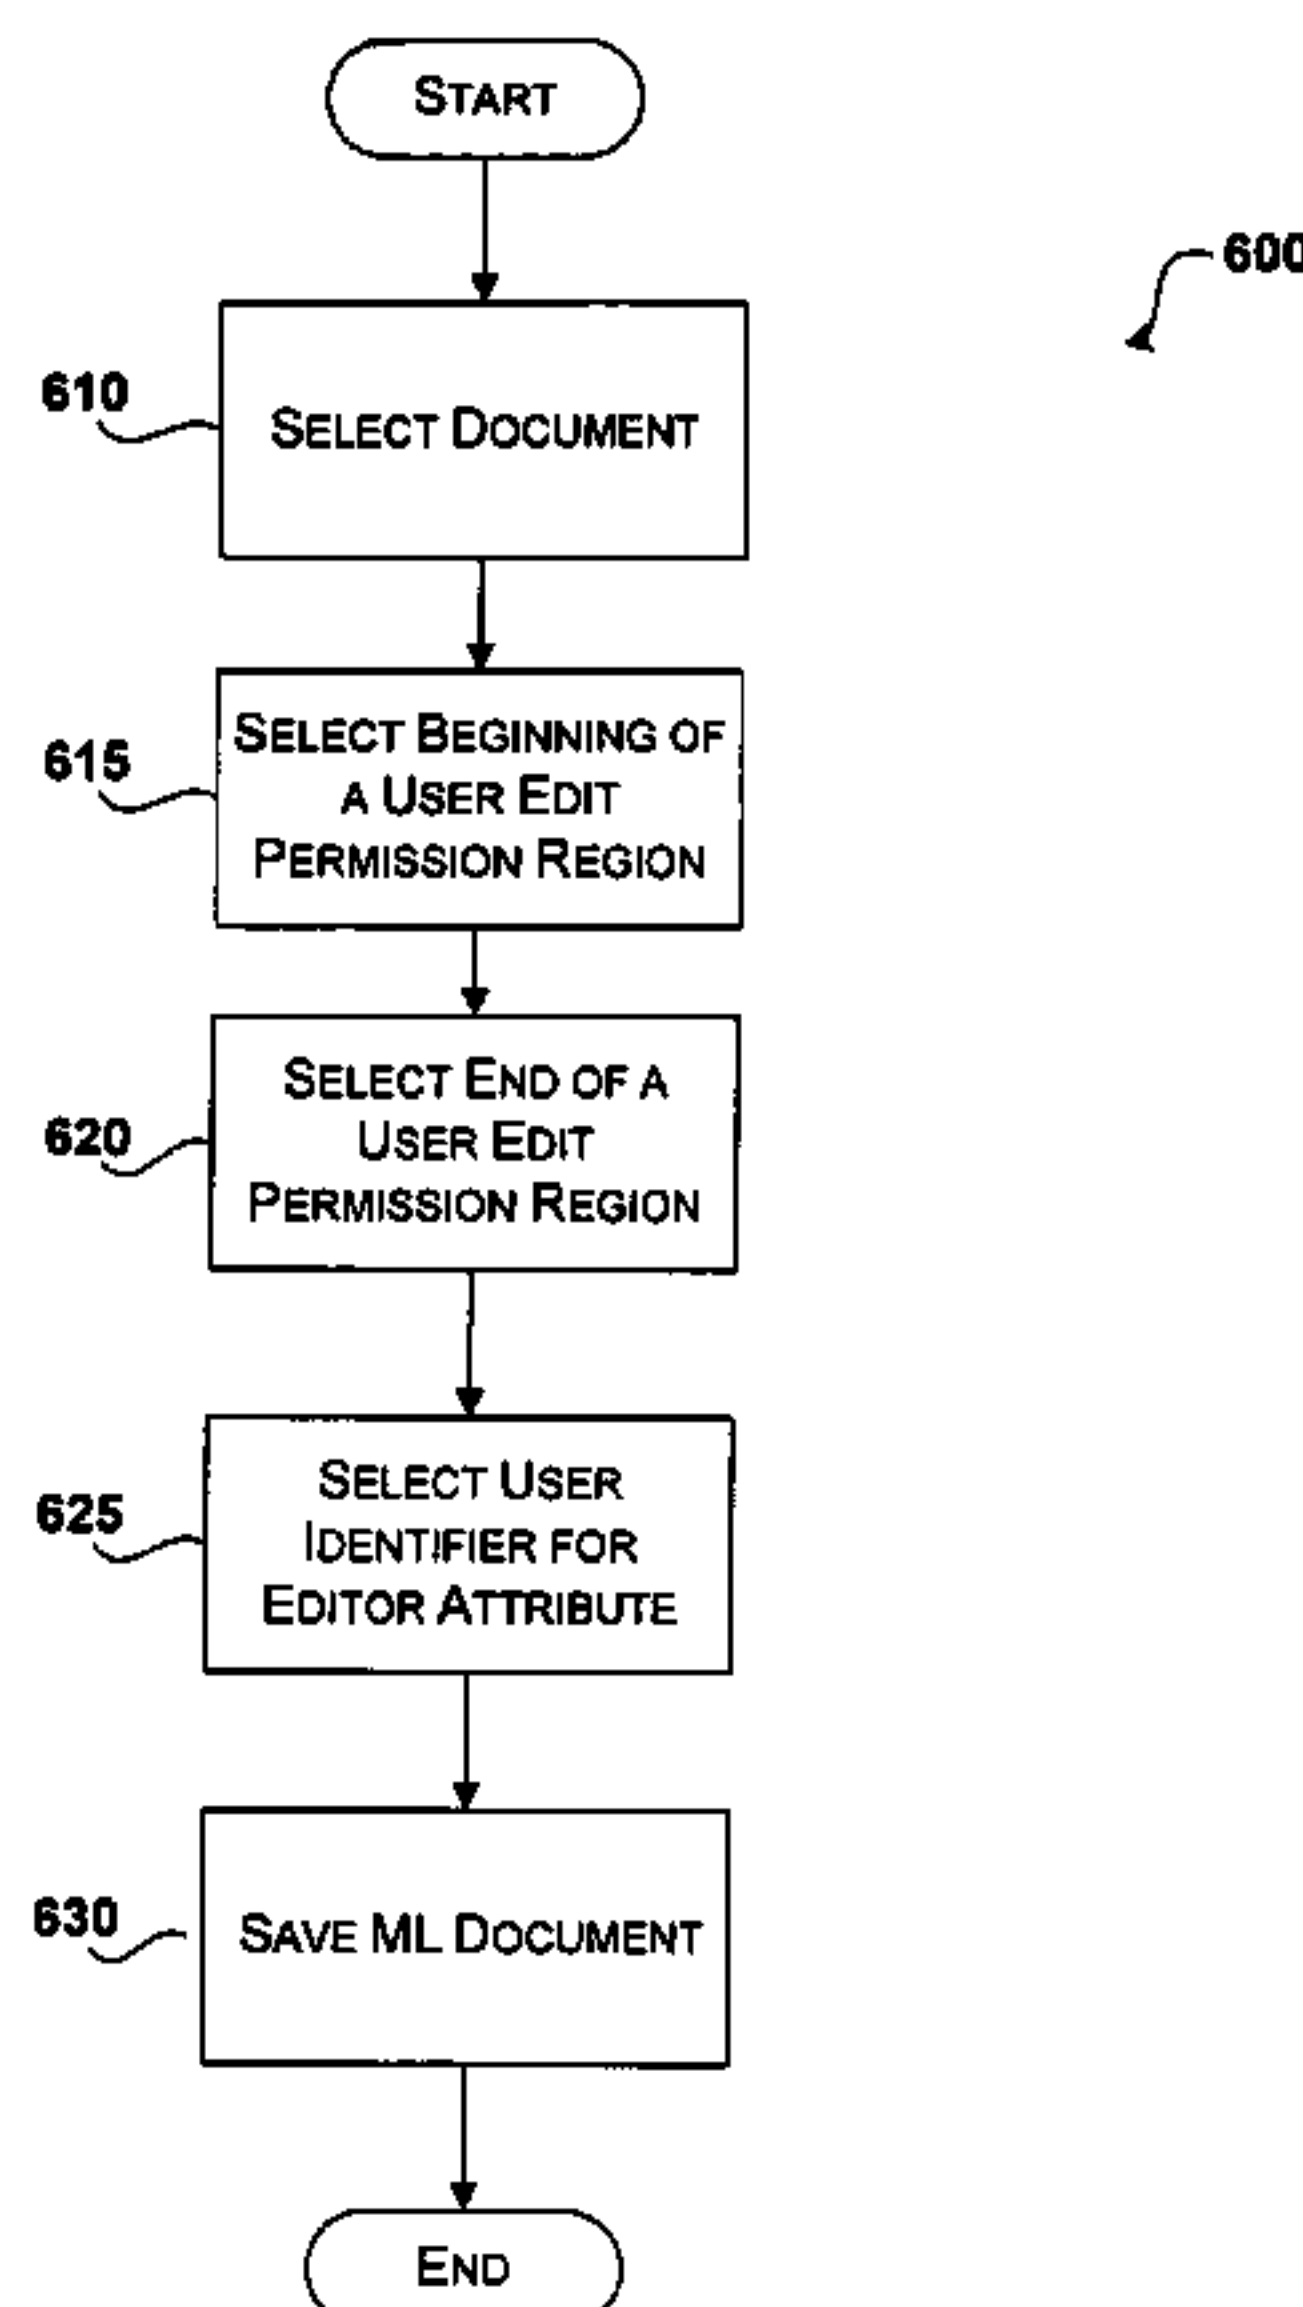 START
600
610
SELECT DOCUMENT
615
SELECT BEGINNING OF
A USER EDIT
PERMISSION REGION
620
SELECT END OF A
USER EDIT
PERMISSION REGION
625
SELECT USER
IDENTIFIER FOR
EDITOR ATTRIBUTE
630
SAVE ML DOCUMENT
END